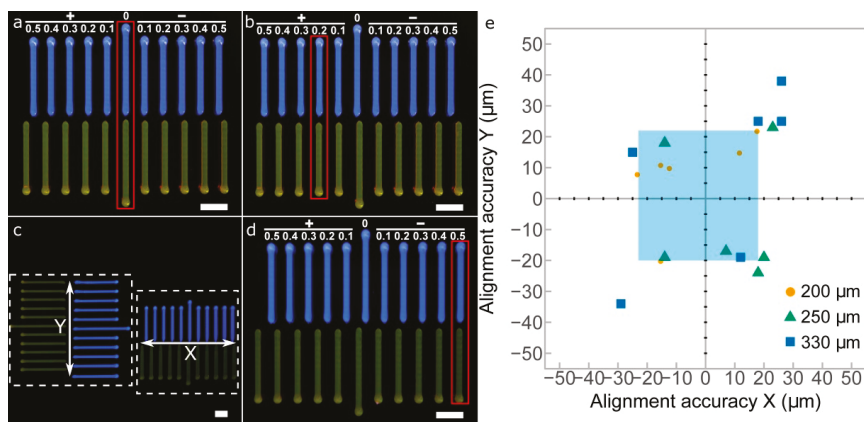 a
+ 0 −
0.5 0.4 0.3 0.2 0.1 0.1 0.2 0.3 0.4 0.5
b
+ 0 −
0.5 0.4 0.3 0.2 0.1 0.1 0.2 0.3 0.4 0.5
c
Y
X
d
+ 0 −
0.5 0.4 0.3 0.2 0.1 0.1 0.2 0.3 0.4 0.5
e
Alignment accuracy Y (µm)
50
40
30
20
10
0
−10
−20
−30
−40
−50
200 µm
250 µm
330 µm
−50 −40 −30 −20 −10 0 10 20 30 40 50
Alignment accuracy X (µm)